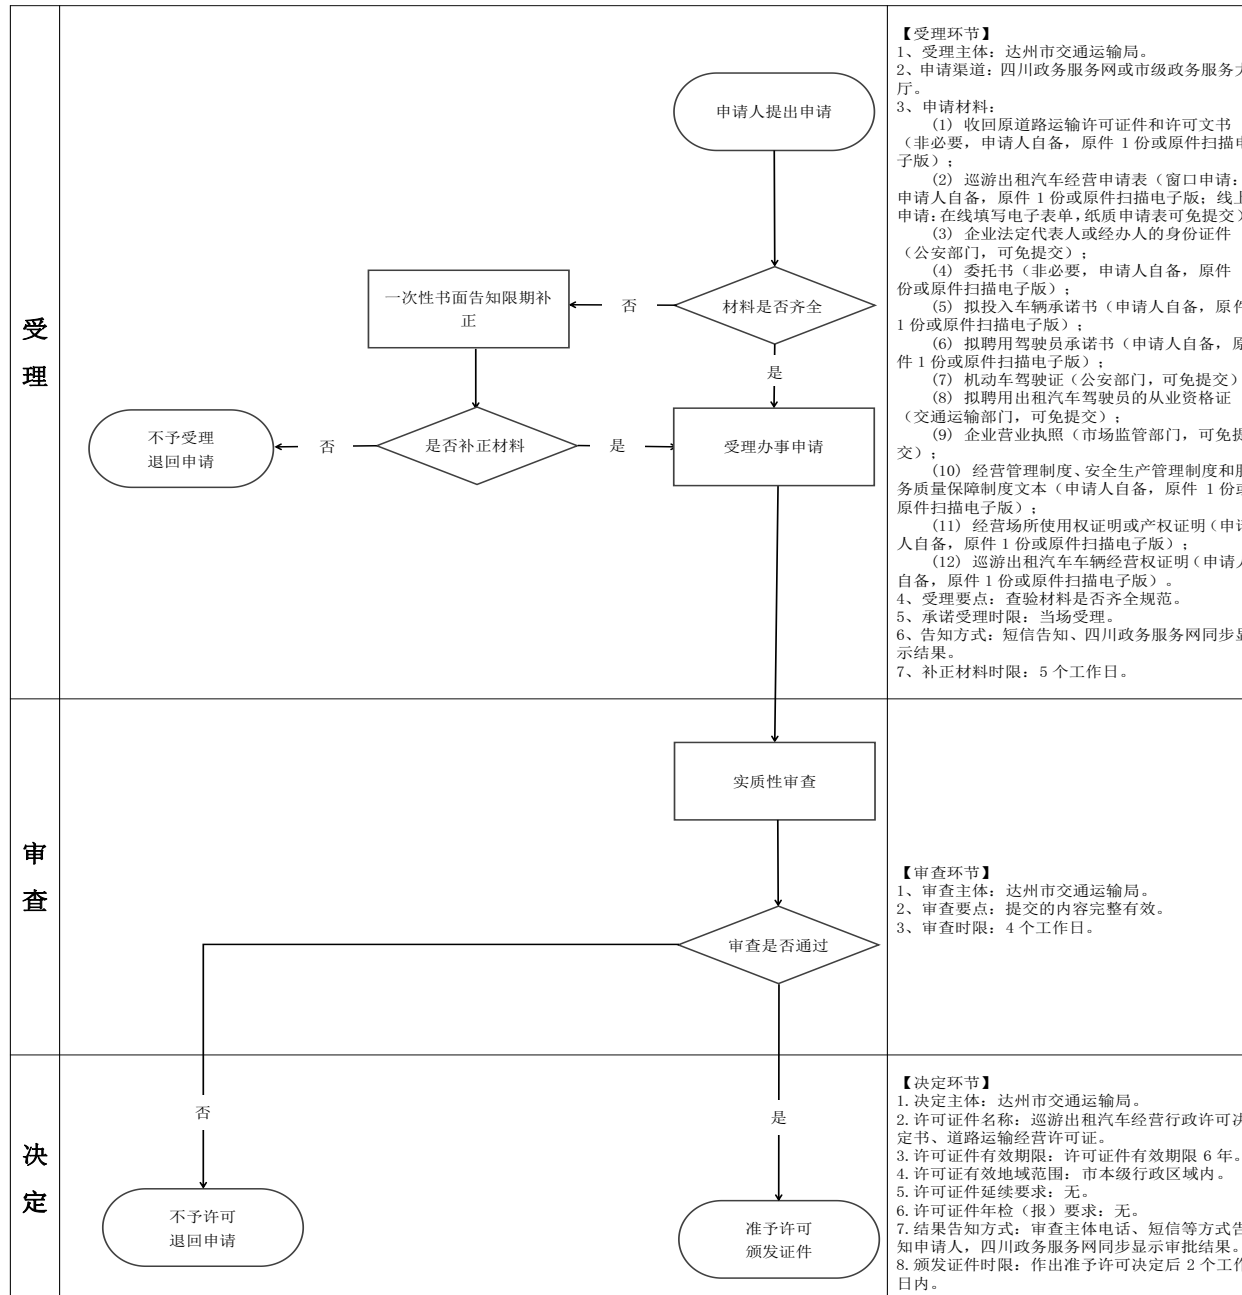 受
理
申请人提出申请
材料是否齐全
否
一次性书面告知限期补
正
是
是否补正材料
否
不予受理
退回申请
是
受理办事申请
【受理环节】
1、受理主体：达州市交通运输局。
2、申请渠道：四川政务服务网或市级政务服务大
厅。
3、申请材料：
（1）收回原道路运输许可证件和许可文书
（非必要，申请人自备，原件 1 份或原件扫描电
子版）；
（2）巡游出租汽车经营申请表（窗口申请：
申请人自备，原件 1 份或原件扫描电子版；线上
申请：在线填写电子表单，纸质申请表可免提交）
（3）企业法定代表人或经办人的身份证件
（公安部门，可免提交）；
（4）委托书（非必要，申请人自备，原件
份或原件扫描电子版）；
（5）拟投入车辆承诺书（申请人自备，原件
1 份或原件扫描电子版）；
（6）拟聘用驾驶员承诺书（申请人自备，原
件 1 份或原件扫描电子版）；
（7）机动车驾驶证（公安部门，可免提交）
（8）拟聘用出租汽车驾驶员的从业资格证
（交通运输部门，可免提交）；
（9）企业营业执照（市场监管部门，可免提
交）；
（10）经营管理制度、安全生产管理制度和服
务质量保障制度文本（申请人自备，原件 1 份或
原件扫描电子版）；
（11）经营场所使用权证明或产权证明（申请
人自备，原件 1 份或原件扫描电子版）；
（12）巡游出租汽车车辆经营权证明（申请人
自备，原件 1 份或原件扫描电子版）。
4、受理要点：查验材料是否齐全规范。
5、承诺受理时限：当场受理。
6、告知方式：短信告知、四川政务服务网同步显
示结果。
7、补正材料时限：5 个工作日。
审
查
实质性审查
审查是否通过
【审查环节】
1、审查主体：达州市交通运输局。
2、审查要点：提交的内容完整有效。
3、审查时限：4 个工作日。
决
定
否
不予许可
退回申请
是
准予许可
颁发证件
【决定环节】
1.决定主体：达州市交通运输局。
2.许可证件名称：巡游出租汽车经营行政许可决
定书、道路运输经营许可证。
3.许可证件有效期限：许可证件有效期限 6 年。
4.许可证有效地域范围：市本级行政区域内。
5.许可证件延续要求：无。
6.许可证件年检（报）要求：无。
7.结果告知方式：审查主体电话、短信等方式告
知申请人，四川政务服务网同步显示审批结果。
8.颁发证件时限：作出准予许可决定后 2 个工作
日内。